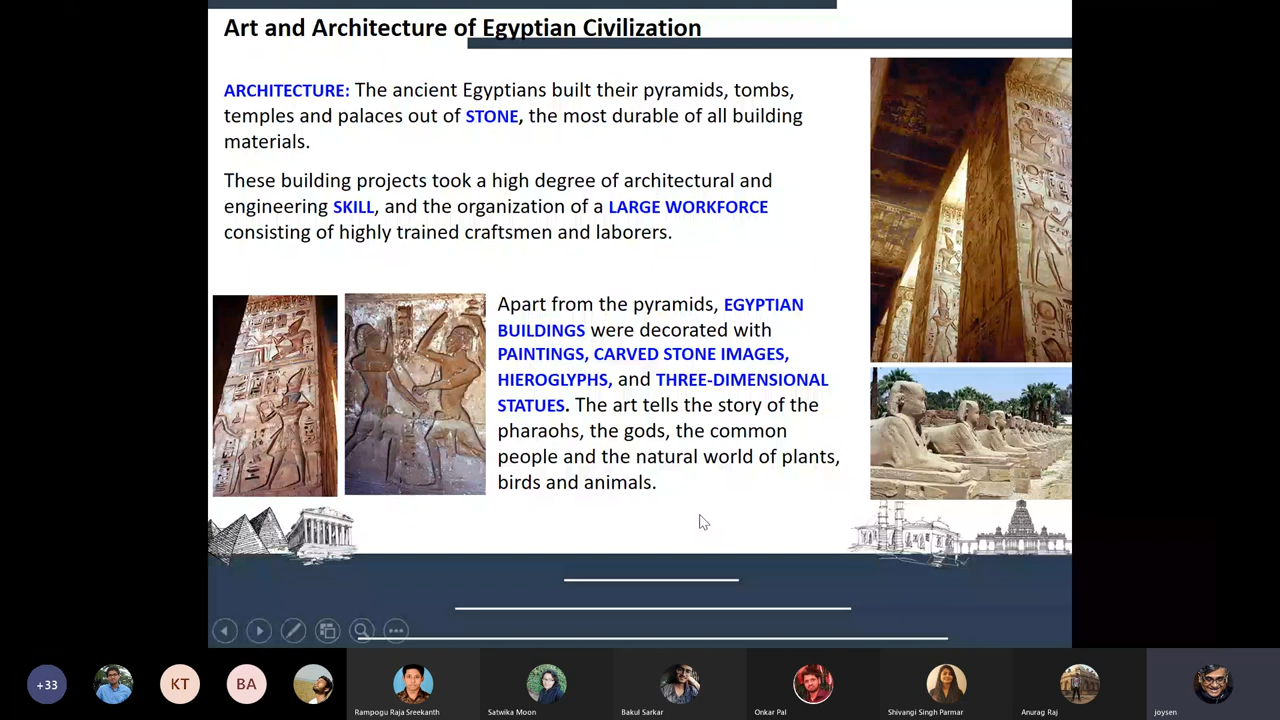 Art and Architecture of Egyptian Civilization
ARCHITECTURE: The ancient Egyptians built their pyramids, tombs,
temples and palaces out of STONE, the most durable of all building
materials.
These building projects took a high degree of architectural and
engineering SKILL, and the organization of a LARGE WORKFORCE
consisting of highly trained craftsmen and laborers.
Apart from the pyramids, EGYPTIAN
BUILDINGS were decorated with
PAINTINGS, CARVED STONE IMAGES,
HIEROGLYPHS, and THREE-DIMENSIONAL
STATUES. The art tells the story of the
pharaohs, the gods, the common
people and the natural world of plants,
birds and animals.
+33
KT
BA
Rampogu Raja Sreekanth
Satwika Moon
Bakul Sarkar
Onkar Pal
Shivangi Singh Parmar
Anurag Raj
joysen